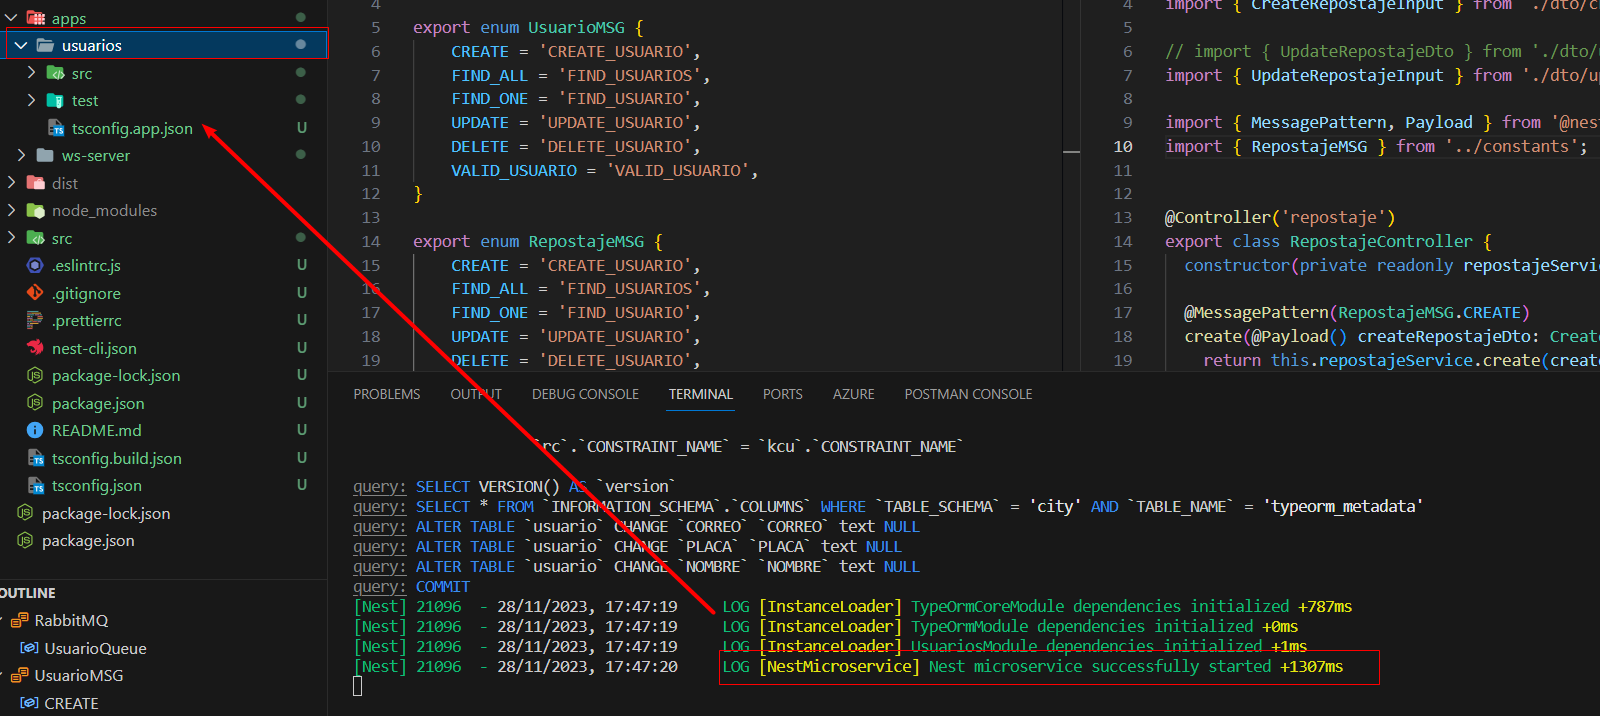 apps
usuarios
src
test
tsconfig.app.json U
ws-server
dist
node_modules
src
.eslintrc.js U
.gitignore U
.prettierrc U
nest-cli.json U
package-lock.json U
package.json U
README.md U
tsconfig.build.json U
tsconfig.json U
package-lock.json
package.json
OUTLINE
RabbitMQ
UsuarioQueue
UsuarioMSG
CREATE
4
5 export enum UsuarioMSG {
6 CREATE = 'CREATE_USUARIO',
7 FIND_ALL = 'FIND_USUARIOS',
8 FIND_ONE = 'FIND_USUARIO',
9 UPDATE = 'UPDATE_USUARIO',
10 DELETE = 'DELETE_USUARIO',
11 VALID_USUARIO = 'VALID_USUARIO',
12 }
13
14 export enum RepostajeMSG {
15 CREATE = 'CREATE_USUARIO',
16 FIND_ALL = 'FIND_USUARIOS',
17 FIND_ONE = 'FIND_USUARIO',
18 UPDATE = 'UPDATE_USUARIO',
19 DELETE = 'DELETE_USUARIO',
4 import { CreateRepostajeInput } from './dto/c
5
6 // import { UpdateRepostajeDto } from './dto/
7 import { UpdateRepostajeInput } from './dto/up
8
9 import { MessagePattern, Payload } from '@nes
10 import { RepostajeMSG } from '../constants';
11
12
13 @Controller('repostaje')
14 export class RepostajeController {
15 constructor(private readonly repostajeServi
16
17 @MessagePattern(RepostajeMSG.CREATE)
18 create(@Payload() createRepostajeDto: Creat
19 return this.repostajeService.create(creat
PROBLEMS OUTPUT DEBUG CONSOLE TERMINAL PORTS AZURE POSTMAN CONSOLE
`rc`.`CONSTRAINT_NAME` = `kcu`.`CONSTRAINT_NAME`
query: SELECT VERSION() AS `version`
query: SELECT * FROM `INFORMATION_SCHEMA`.`COLUMNS` WHERE `TABLE_SCHEMA` = 'city' AND `TABLE_NAME` = 'typeorm_metadata'
query: ALTER TABLE `usuario` CHANGE `CORREO` `CORREO` text NULL
query: ALTER TABLE `usuario` CHANGE `PLACA` `PLACA` text NULL
query: ALTER TABLE `usuario` CHANGE `NOMBRE` `NOMBRE` text NULL
query: COMMIT
[Nest] 21096 - 28/11/2023, 17:47:19 LOG [InstanceLoader] TypeOrmCoreModule dependencies initialized +787ms
[Nest] 21096 - 28/11/2023, 17:47:19 LOG [InstanceLoader] TypeOrmModule dependencies initialized +0ms
[Nest] 21096 - 28/11/2023, 17:47:19 LOG [InstanceLoader] UsuariosModule dependencies initialized +1ms
[Nest] 21096 - 28/11/2023, 17:47:20 LOG [NestMicroservice] Nest microservice successfully started +1307ms